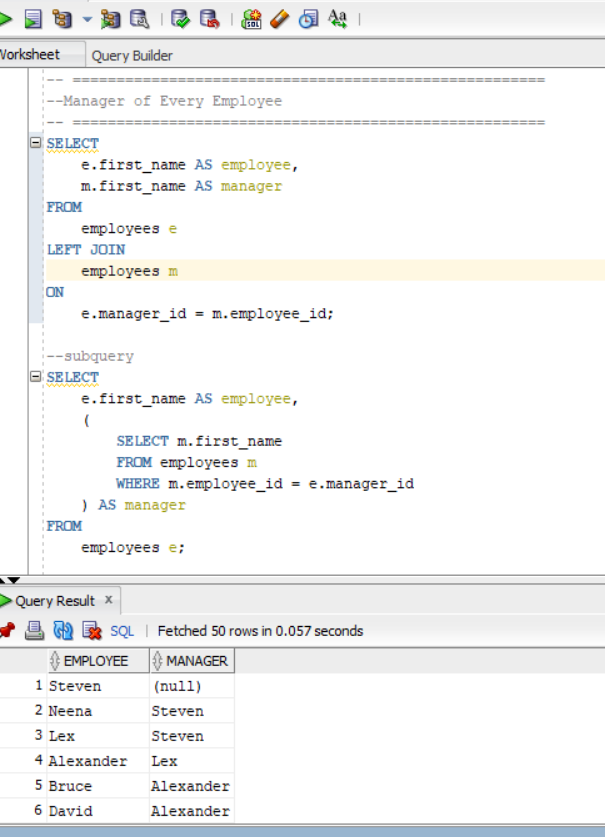 Worksheet Query Builder
-- ======================================================
--Manager of Every Employee
-- ======================================================
SELECT
e.first_name AS employee,
m.first_name AS manager
FROM
employees e
LEFT JOIN
employees m
ON
e.manager_id = m.employee_id;
--subquery
SELECT
e.first_name AS employee,
(
SELECT m.first_name
FROM employees m
WHERE m.employee_id = e.manager_id
) AS manager
FROM
employees e;
Query Result x
SQL | Fetched 50 rows in 0.057 seconds
EMPLOYEE MANAGER
1 Steven (null)
2 Neena Steven
3 Lex Steven
4 Alexander Lex
5 Bruce Alexander
6 David Alexander